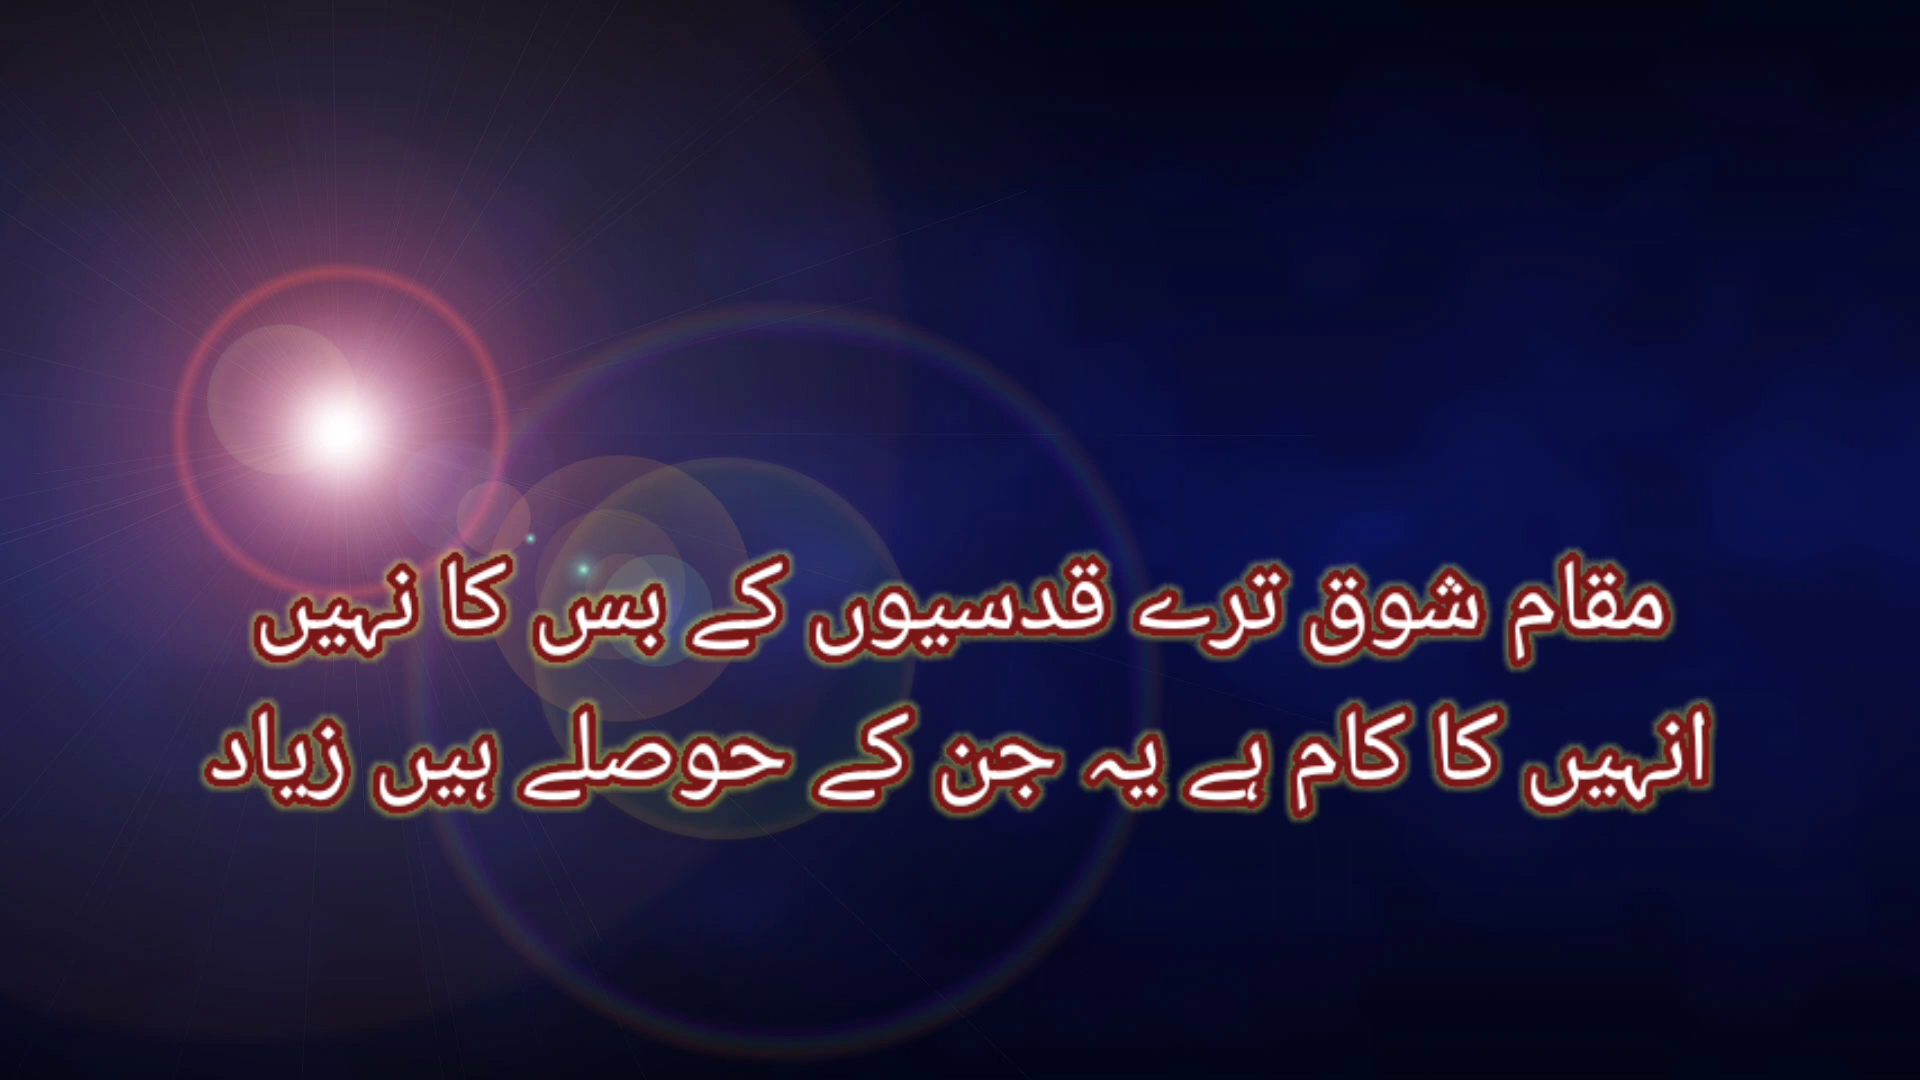 مقام شوق ترے قدسیوں کے بس کا نہیں
انہیں کا کام ہے یہ جن کے حوصلے ہیں زیاد